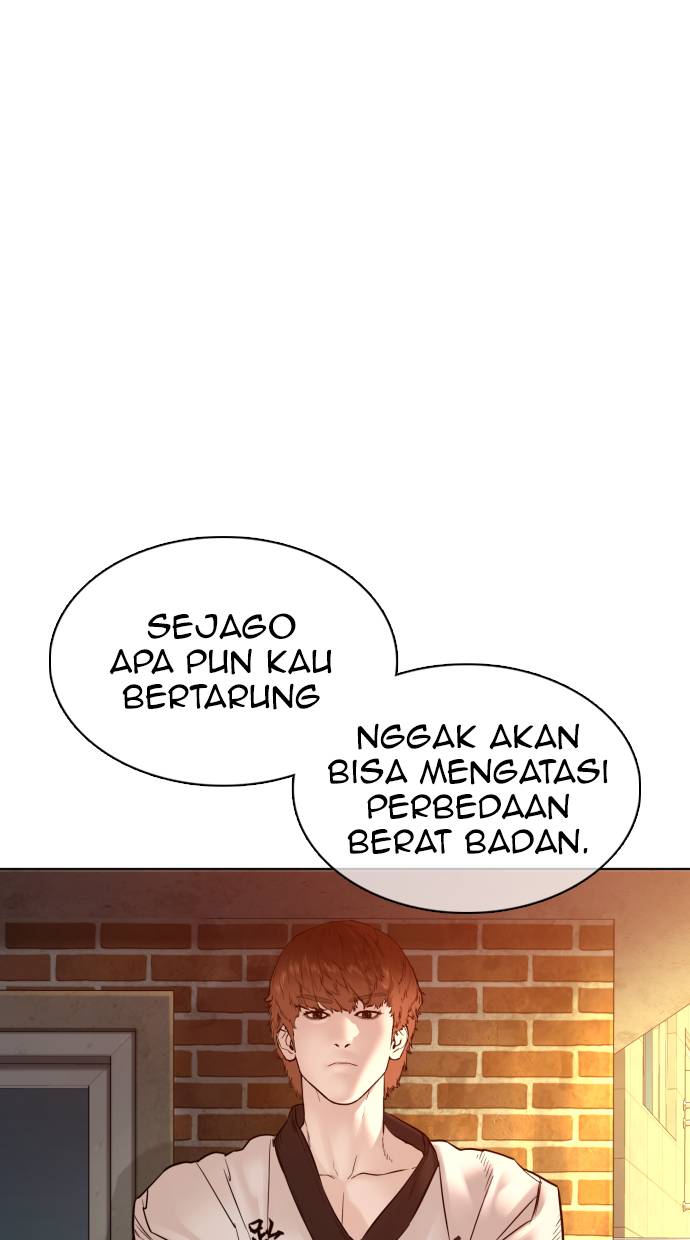 SEJAGO
APA PUN KAU
BERTARUNG
NGGAK AKAN
BISA MENGATASI
PERBEDAAN
BERAT BADAN.